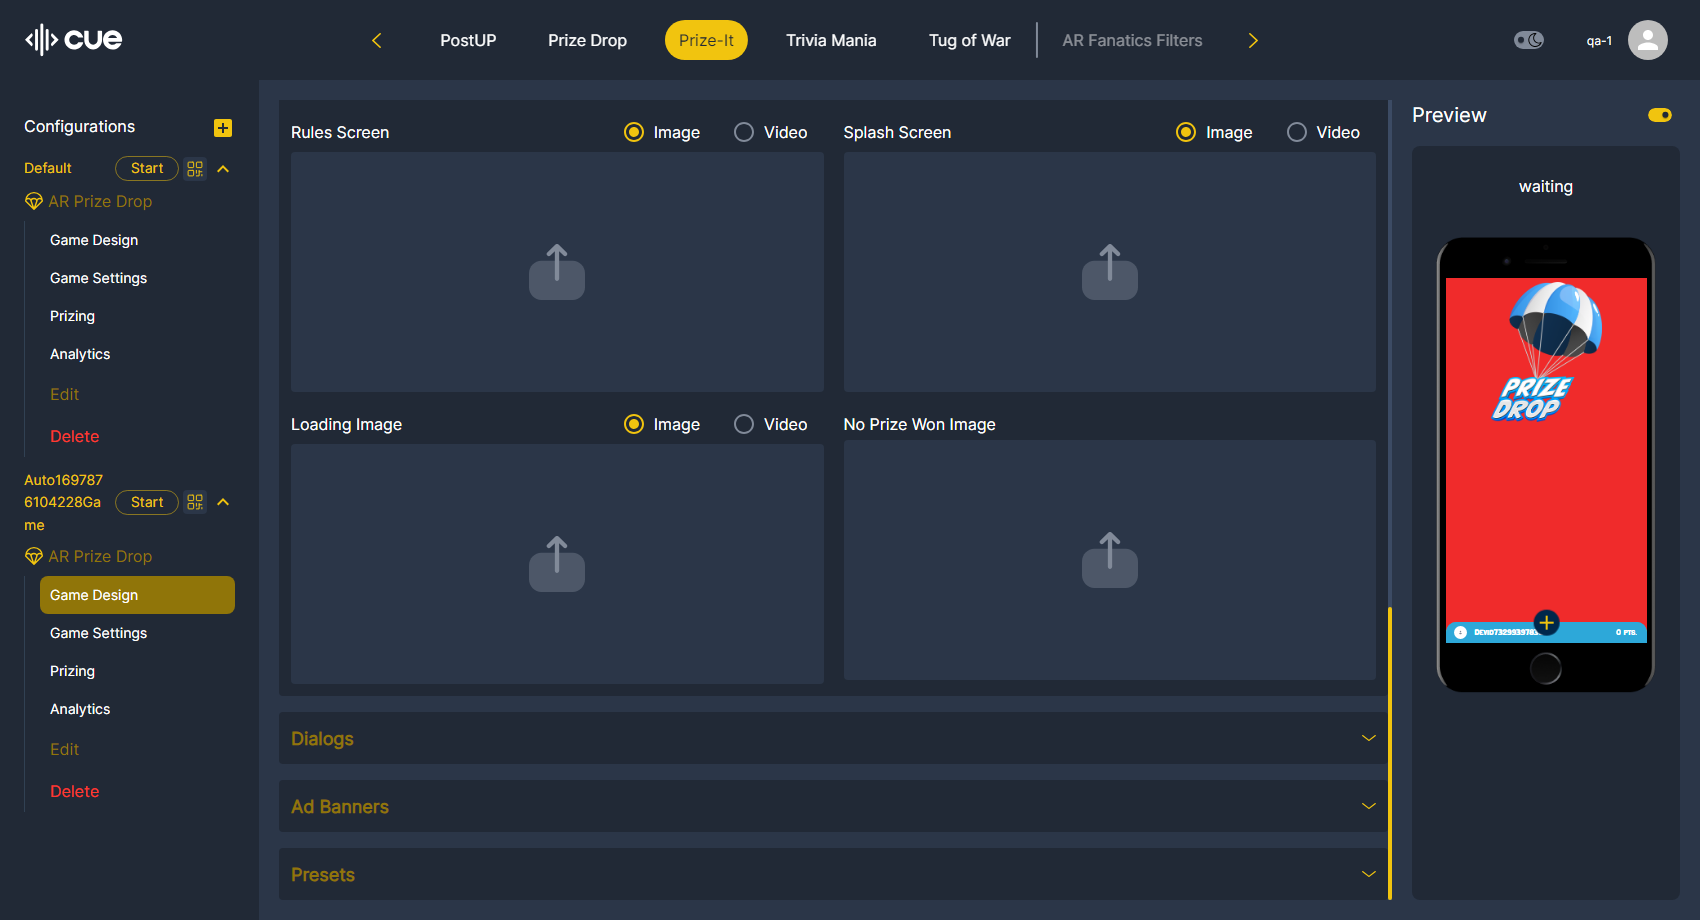 cue
PostUP
Prize Drop
Prize-It
Trivia Mania
Tug of War
AR Fanatics Filters
qa-1
Configurations
Default
Start
AR Prize Drop
Game Design
Game Settings
Prizing
Analytics
Edit
Delete
Auto169787
6104228Ga
me
Start
AR Prize Drop
Game Design
Game Settings
Prizing
Analytics
Edit
Delete
Rules Screen
Image
Video
Splash Screen
Image
Video
Loading Image
Image
Video
No Prize Won Image
Dialogs
Ad Banners
Presets
Preview
waiting
PRIZE
DROP
0 PTS.